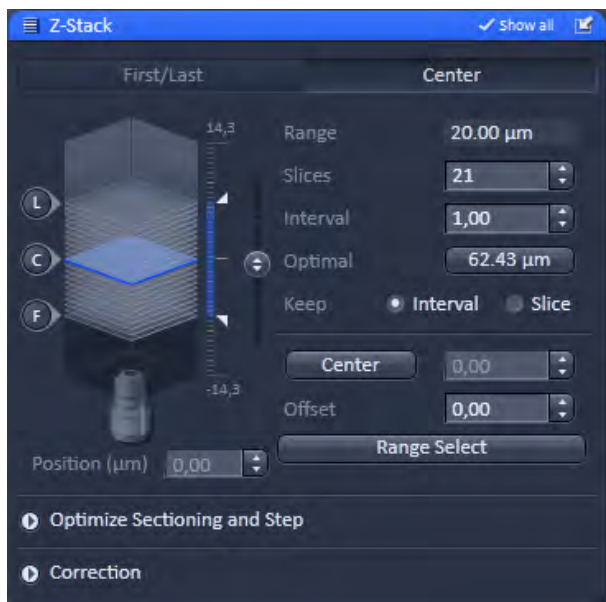 Z-Stack Show all
First/Last Center
14,3
Range 20.00 µm
Slices 21
L
Interval 1,00
C
Optimal 62.43 µm
Keep Interval Slice
F
Center 0,00
-14,3
Offset 0,00
Range Select
Position (µm) 0,00
Optimize Sectioning and Step
Correction